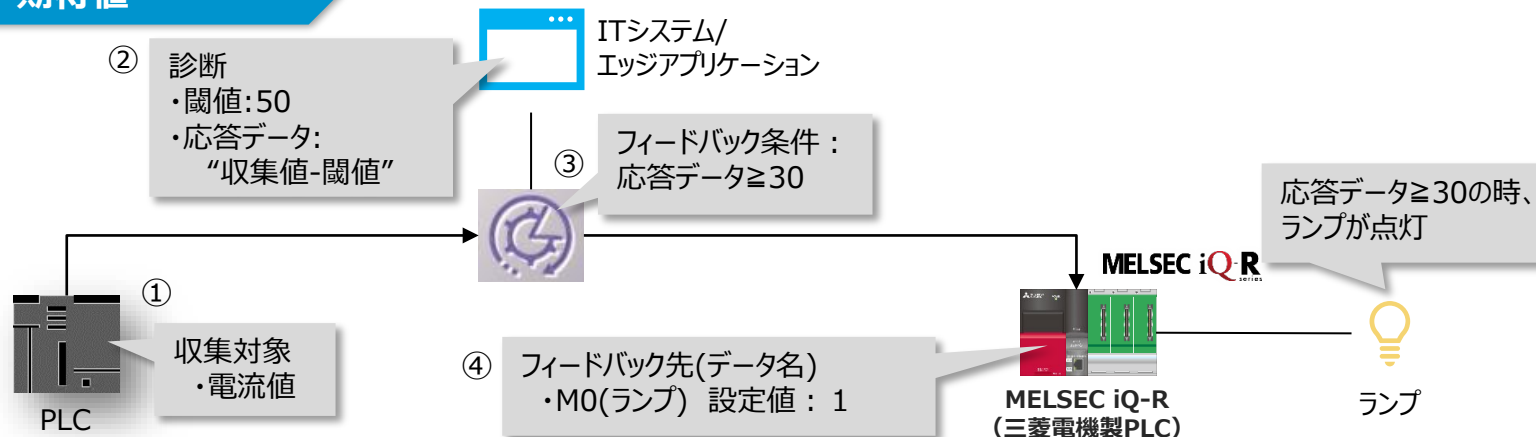 期待値
②
診断
・閾値:50
・応答データ:
“収集値-閾値”
ITシステム/
エッジアプリケーション
③
フィードバック条件：
応答データ≧30
応答データ≧30の時、
ランプが点灯
①
収集対象
・電流値
PLC
④
フィードバック先(データ名)
・M0(ランプ) 設定値： 1
MELSEC iQ-R
series
MELSEC iQ-R
（三菱電機製PLC）
ランプ